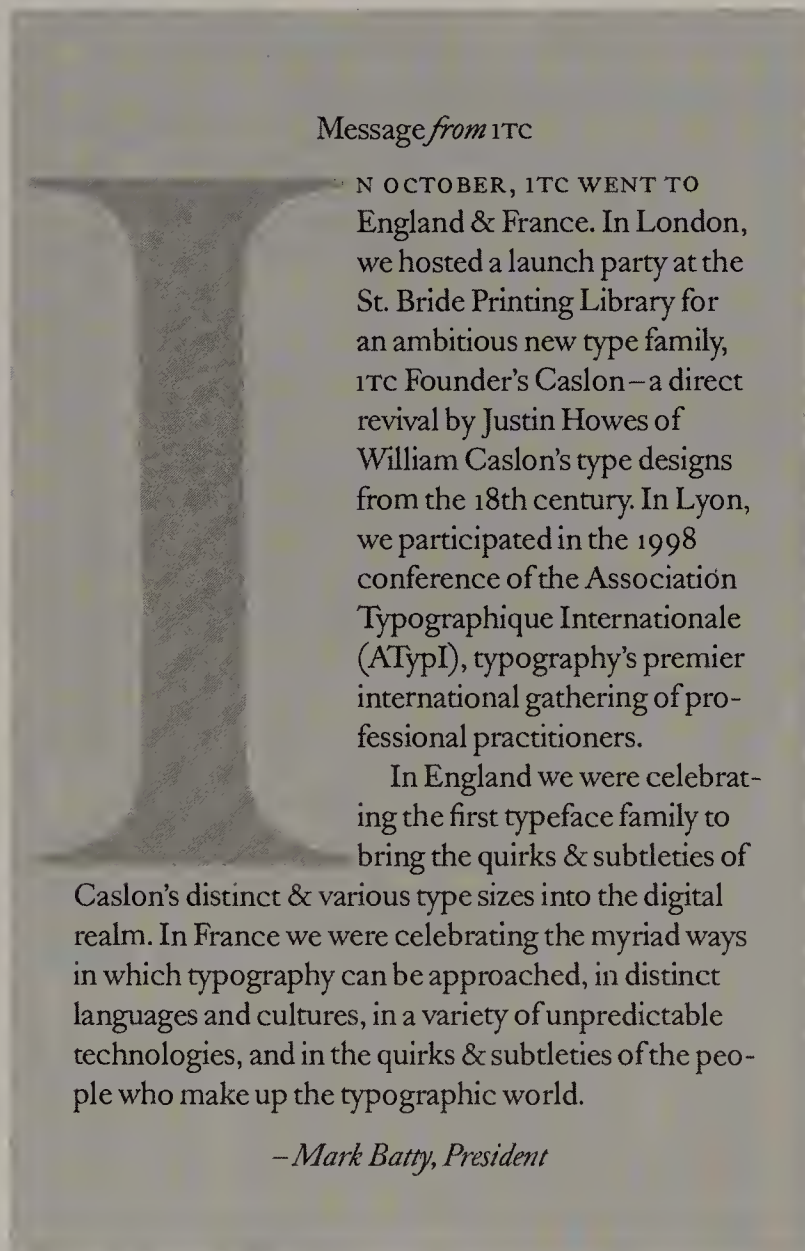 Message from ITC
IN OCTOBER, ITC WENT TO
England & France. In London,
we hosted a launch party at the
St. Bride Printing Library for
an ambitious new type family,
ITC Founder's Caslon–a direct
revival by Justin Howes of
William Caslon's type designs
from the 18th century. In Lyon,
we participated in the 1998
conference of the Association
Typographique Internationale
(ATypI), typography's premier
international gathering of pro-
fessional practitioners.
In England we were celebrat-
ing the first typeface family to
bring the quirks & subtleties of
Caslon's distinct & various type sizes into the digital
realm. In France we were celebrating the myriad ways
in which typography can be approached, in distinct
languages and cultures, in a variety of unpredictable
technologies, and in the quirks & subtleties of the peo-
ple who make up the typographic world.
–Mark Batty, President